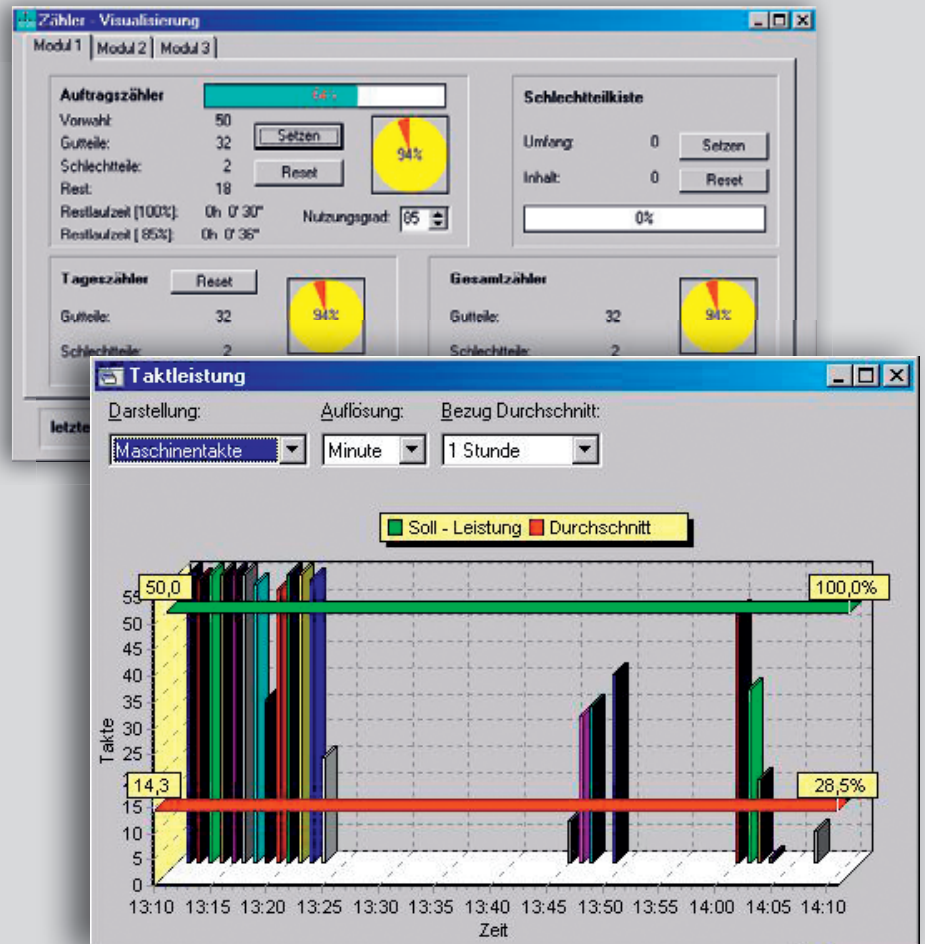 Zähler - Visualisierung
Modul 1 Modul 2 Modul 3
Auftragszähler 64%
Vorwahl: 50
Gutteile: 32 Setzen
Schlechtteile: 2 Reset
Rest: 18
94%
Restlaufzeit [100%]: 0h 0' 30"
Restlaufzeit [ 85%]: 0h 0' 36"
Nutzungsgrad: 85
Schlechtteilkiste
Umfang: 0 Setzen
Inhalt: 0 Reset
0%
Tageszähler Reset
Gutteile: 32
Schlechtteile: 2
94%
Gesamtzähler
Gutteile: 32
Schlechtteile: 2
94%
letzte
Taktleistung
Darstellung: Auflösung: Bezug Durchschnitt:
Maschinentakte Minute 1 Stunde
Soll - Leistung Durchschnitt
50,0 100,0%
14,3 28,5%
55
50
45
40
35
30
25
15
10
5
0
Takte
13:10 13:15 13:20 13:25 13:30 13:35 13:40 13:45 13:50 13:55 14:00 14:05 14:10
Zeit